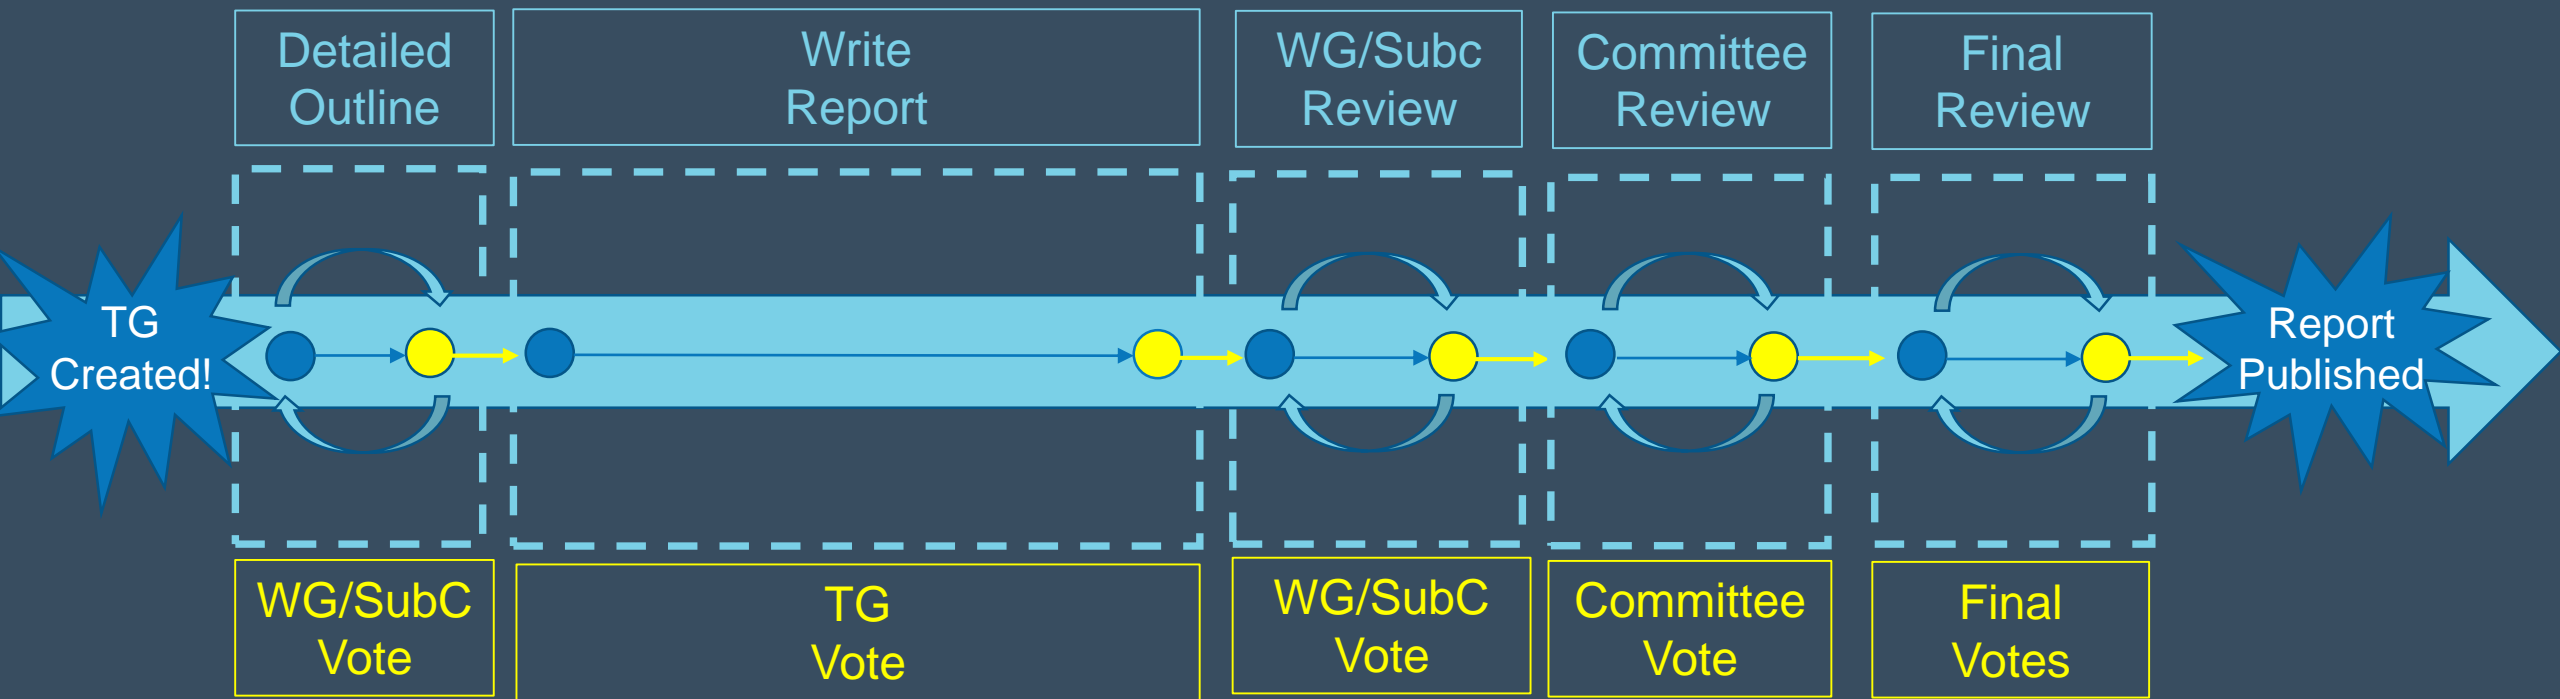 Detailed
Outline
Write
Report
WG/Subc
Review
Committee
Review
Final
Review
TG
Created!
Report
Published
WG/SubC
Vote
TG
Vote
WG/SubC
Vote
Committee
Vote
Final
Votes